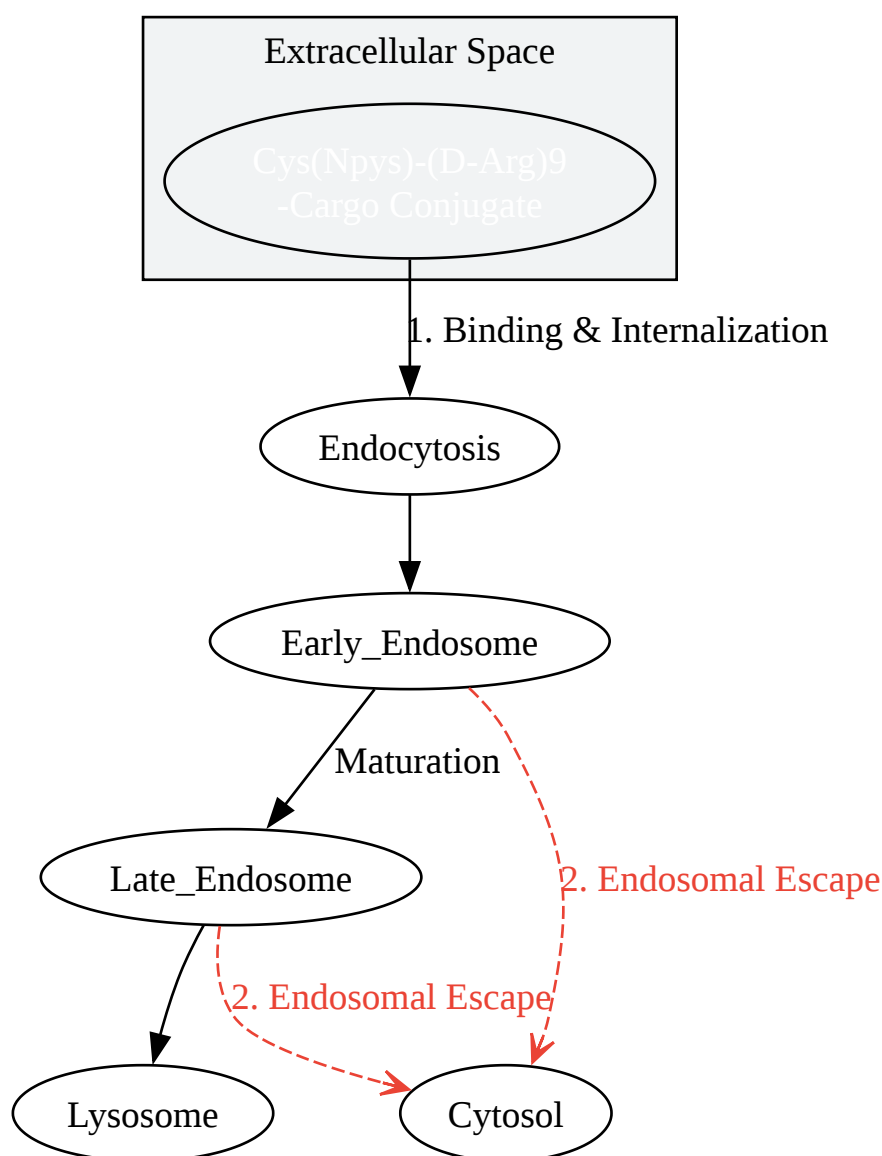 Extracellular Space
Cys(Npys)-(D-Arg)9
-Cargo Conjugate
1. Binding & Internalization
Endocytosis
Early_Endosome
Maturation
Late_Endosome
2. Endosomal Escape
2. Endosomal Escape
Lysosome
Cytosol